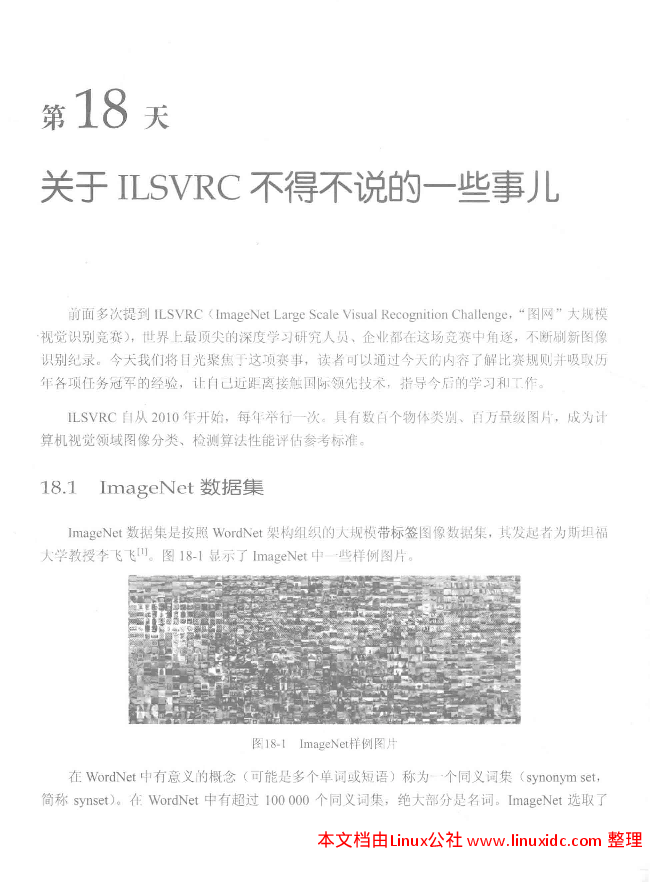 第 18 天
关于 ILSVRC 不得不说的一些事儿
前面多次提到 ILSVRC（ImageNet Large Scale Visual Recognition Challenge，“图网”大规模
视觉识别竞赛），世界上最顶尖的深度学习研究人员、企业都在这场竞赛中角逐，不断刷新图像
识别纪录。今天我们将目光聚焦于这项赛事，读者可以通过今天的内容了解比赛规则并吸取历
年各项任务冠军的经验，让自己近距离接触国际领先技术，指导今后的学习和工作。
ILSVRC 自从 2010 年开始，每年举行一次。具有数百个物体类别、百万量级图片，成为计
算机视觉领域图像分类、检测算法性能评估参考标准。
18.1 ImageNet 数据集
ImageNet 数据集是按照 WordNet 架构组织的大规模带标签图像数据集，其发起者为斯坦福
大学教授李飞飞[1]。图 18-1 显示了 ImageNet 中一些样例图片。
图18-1 ImageNet样例图片
在 WordNet 中有意义的概念（可能是多个单词或短语）称为一个同义词集（synonym set，
简称 synset）。在 WordNet 中有超过 100 000 个同义词集，绝大部分是名词。ImageNet 选取了
本文档由Linux公社 www.linuxidc.com 整理